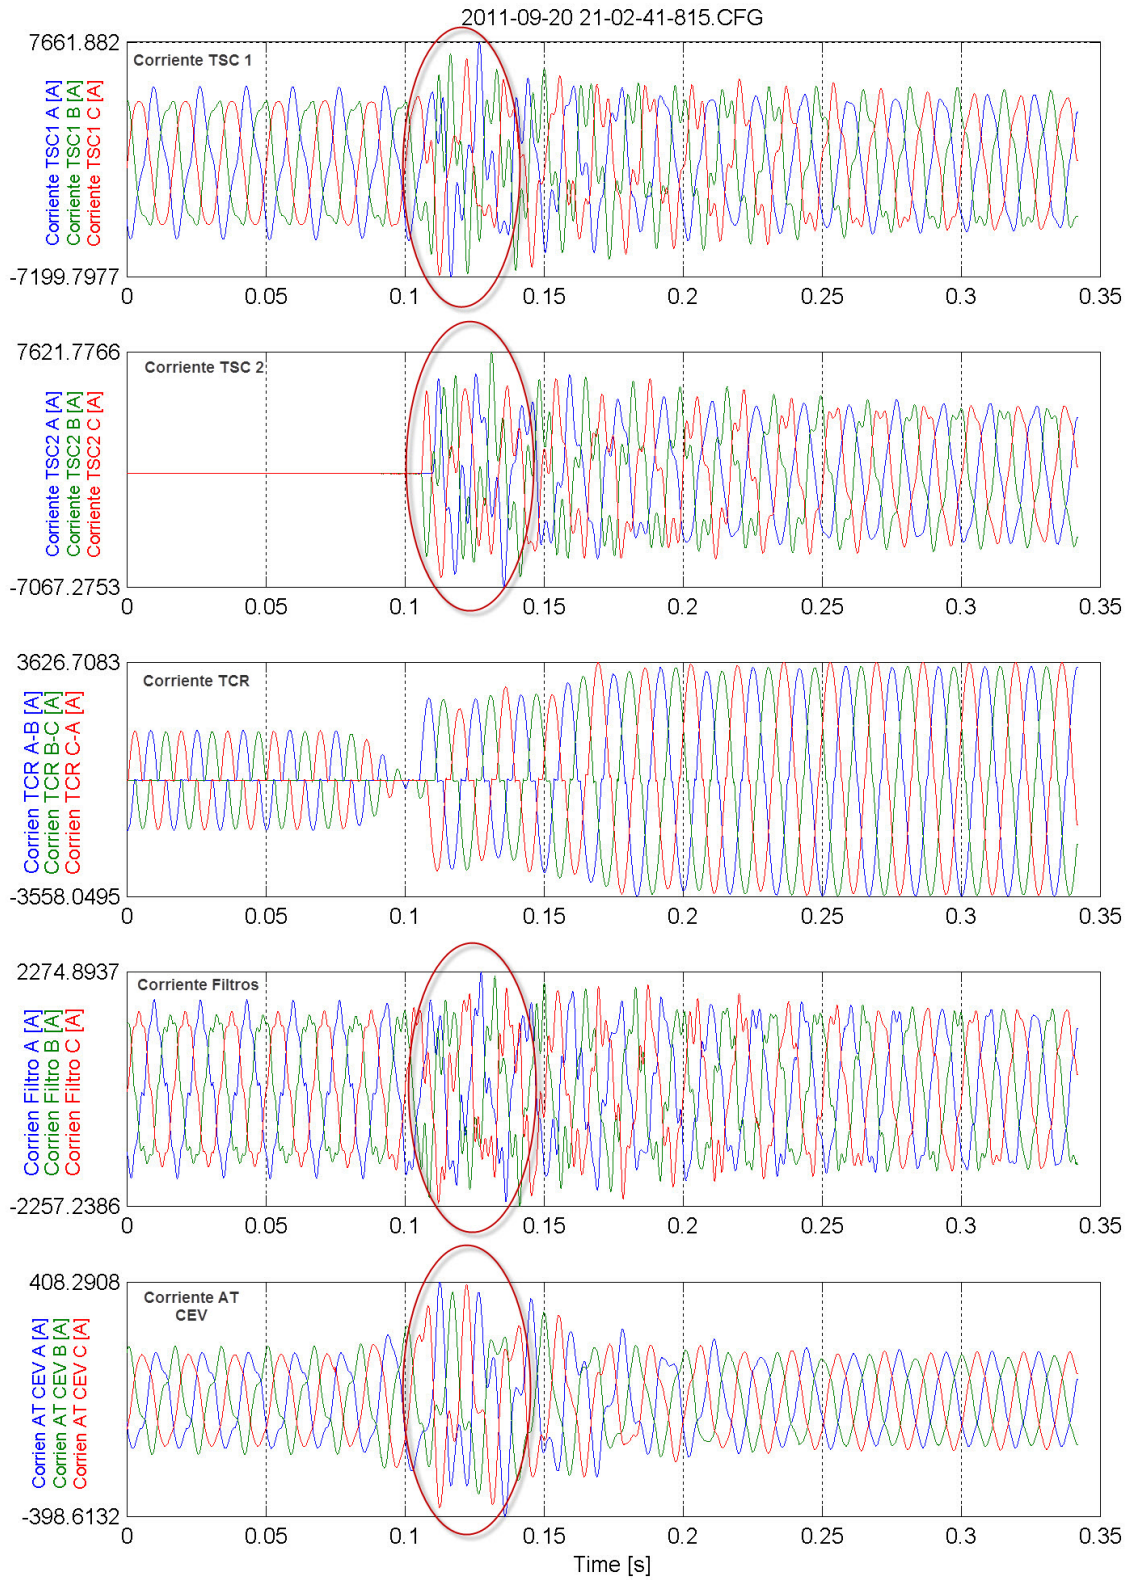 2011-09-20 21-02-41-815.CFG
7661.882
Corriente TSC 1
Corriente TSC1 A [A]
Corriente TSC1 B [A]
Corriente TSC1 C [A]
-7199.7977
0 0.05 0.1 0.15 0.2 0.25 0.3 0.35
7621.7766
Corriente TSC 2
Corriente TSC2 A [A]
Corriente TSC2 B [A]
Corriente TSC2 C [A]
-7067.2753
0 0.05 0.1 0.15 0.2 0.25 0.3 0.35
3626.7083
Corriente TCR
Corrien TCR A-B [A]
Corrien TCR B-C [A]
Corrien TCR C-A [A]
-3558.0495
0 0.05 0.1 0.15 0.2 0.25 0.3 0.35
2274.8937
Corriente Filtros
Corrien Filtro A [A]
Corrien Filtro B [A]
Corrien Filtro C [A]
-2257.2386
0 0.05 0.1 0.15 0.2 0.25 0.3 0.35
408.2908
Corriente AT
CEV
Corrien AT CEV A [A]
Corrien AT CEV B [A]
Corrien AT CEV C [A]
-398.6132
0 0.05 0.1 0.15 0.2 0.25 0.3 0.35
Time [s]